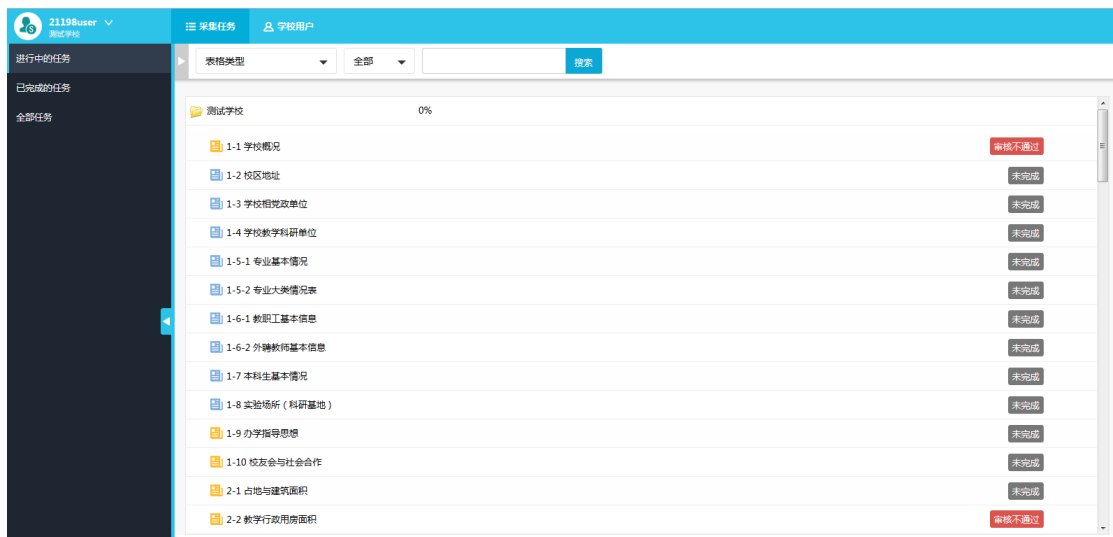 21198user
测试学校
采集任务
学校用户
进行中的任务
已完成的任务
全部任务
表格类型
全部
搜索
测试学校 0%
1-1 学校概况 审核不通过
1-2 校区地址 未完成
1-3 学校相党政单位 未完成
1-4 学校教学科研单位 未完成
1-5-1 专业基本情况 未完成
1-5-2 专业大类情况表 未完成
1-6-1 教职工基本信息 未完成
1-6-2 外聘教师基本信息 未完成
1-7 本科生基本情况 未完成
1-8 实验场所（科研基地） 未完成
1-9 办学指导思想 未完成
1-10 校友会与社会合作 未完成
2-1 占地与建筑面积 未完成
2-2 教学行政用房面积 审核不通过